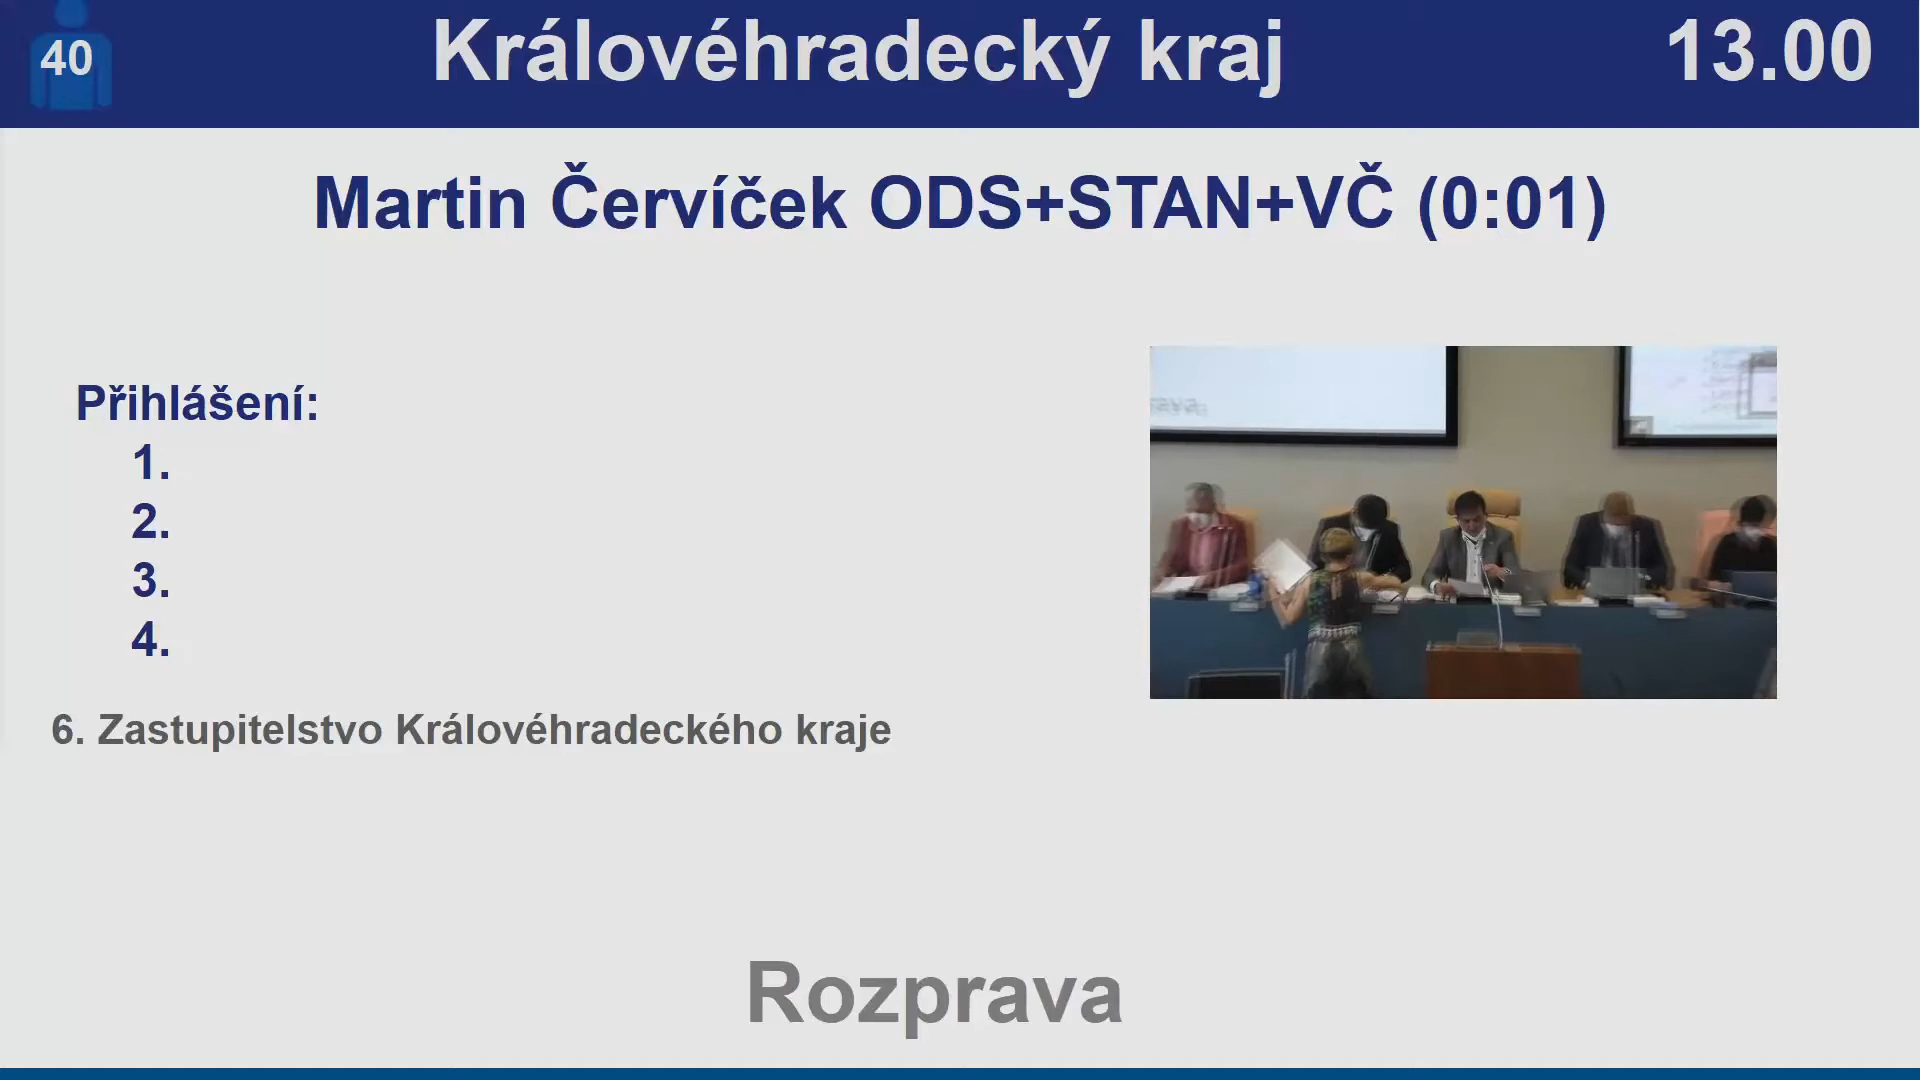 40
Královéhradecký kraj
13.00
Martin Červíček ODS+STAN+VČ (0:01)
Přihlášení:
1.
2.
3.
4.
6. Zastupitelstvo Královéhradeckého kraje
Rozprava